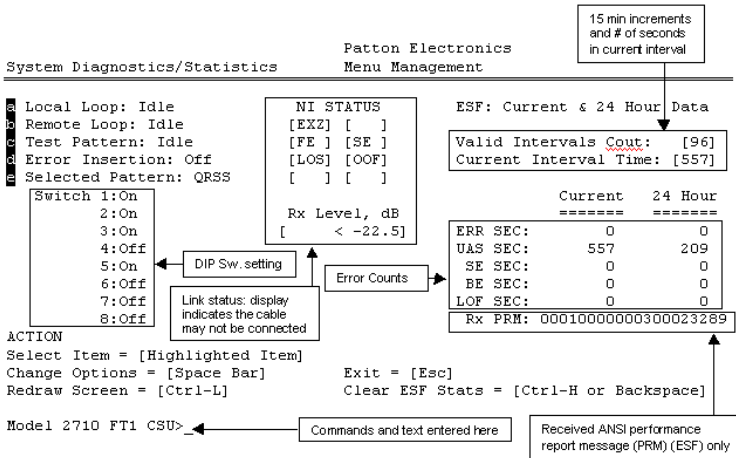 15 min increments
and # of seconds
in current interval
Patton Electronics
System Diagnostics/Statistics Menu Management
a Local Loop: Idle
b Remote Loop: Idle
c Test Pattern: Idle
d Error Insertion: Off
e Selected Pattern: QRSS
Switch 1:On
2:On
3:On
4:Off
5:On
6:Off
7:Off
8:Off
DIP Sw. setting
NI STATUS
[EXZ] [ ]
[FE ] [SE ]
[LOS] [OOF]
[ ] [ ]
Rx Level, dB
[ < -22.5]
Link status: display
indicates the cable
may not be connected
ESF: Current & 24 Hour Data
Valid Intervals Cout: [96]
Current Interval Time: [557]
Current 24 Hour
======= =======
ERR SEC: 0 0
UAS SEC: 557 209
SE SEC: 0 0
BE SEC: 0 0
LOF SEC: 0 0
Error Counts
Rx PRM: 00010000000300023289
ACTION
Select Item = [Highlighted Item]
Change Options = [Space Bar] Exit = [Esc]
Redraw Screen = [Ctrl-L] Clear ESF Stats = [Ctrl-H or Backspace]
Model 2710 FT1 CSU>_
Commands and text entered here
Received ANSI performance
report message (PRM) (ESF) only